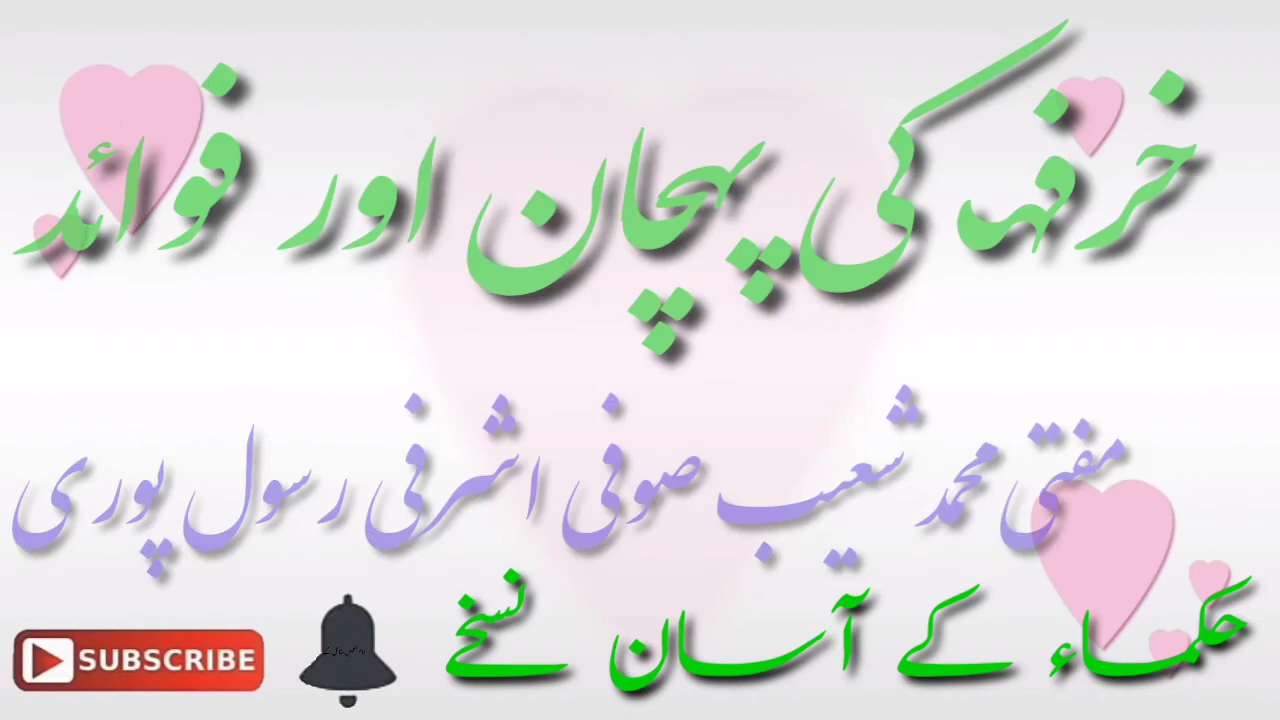 خرفہ کی پہچان اور فوائد
مفتی محمد شعیب صوفی اشرفی رسول پوری
حکماء کے آسان نسخے
SUBSCRIBE